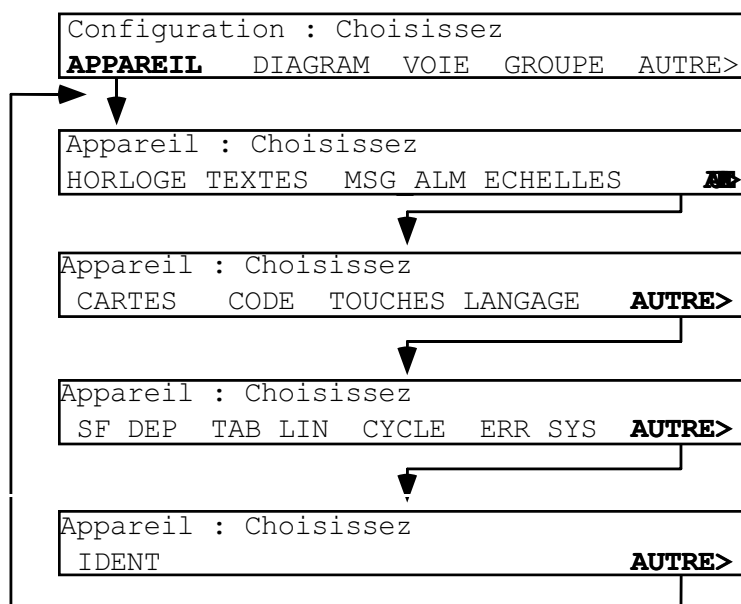 Configuration : Choisissez
APPAREIL DIAGRAM VOIE GROUPE AUTRE>
Appareil : Choisissez
HORLOGE TEXTES MSG ALM ECHELLES
Appareil : Choisissez
CARTES CODE TOUCHES LANGAGE AUTRE>
Appareil : Choisissez
SF DEP TAB LIN CYCLE ERR SYS AUTRE>
Appareil : Choisissez
IDENT AUTRE>